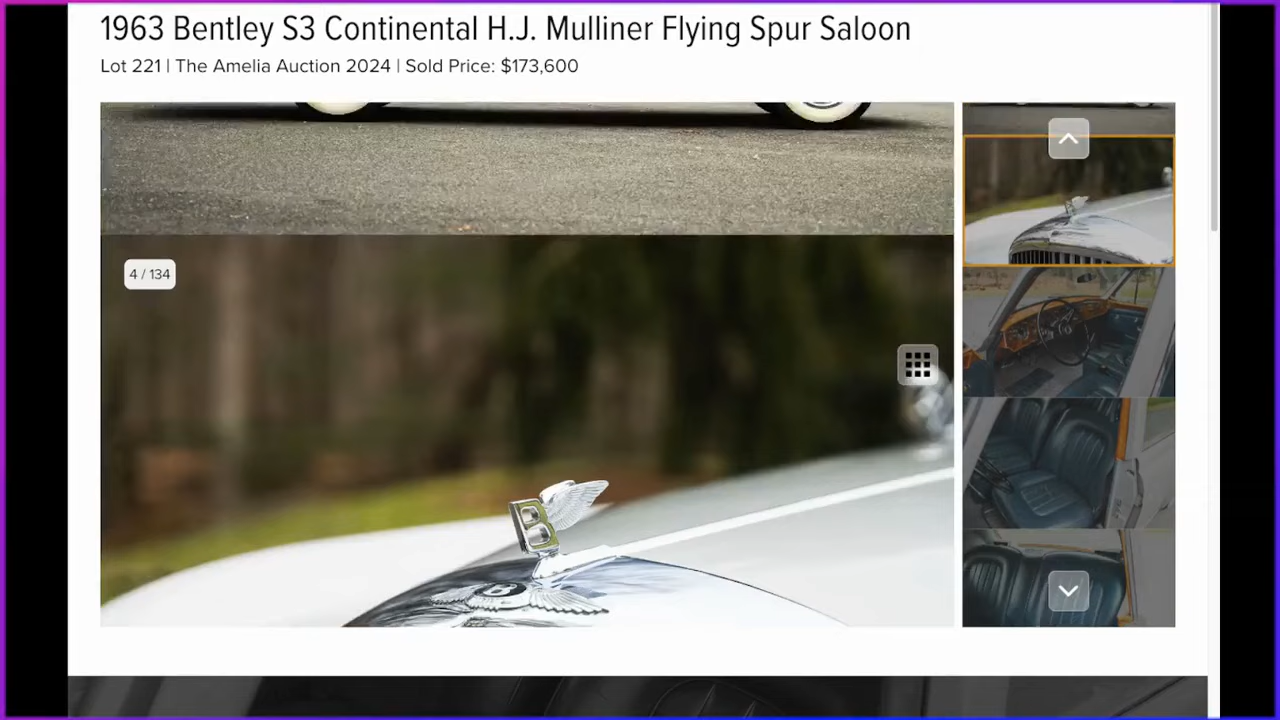 1963 Bentley S3 Continental H.J. Mulliner Flying Spur Saloon
Lot 221 | The Amelia Auction 2024 | Sold Price: $173,600
4 / 134
B
B